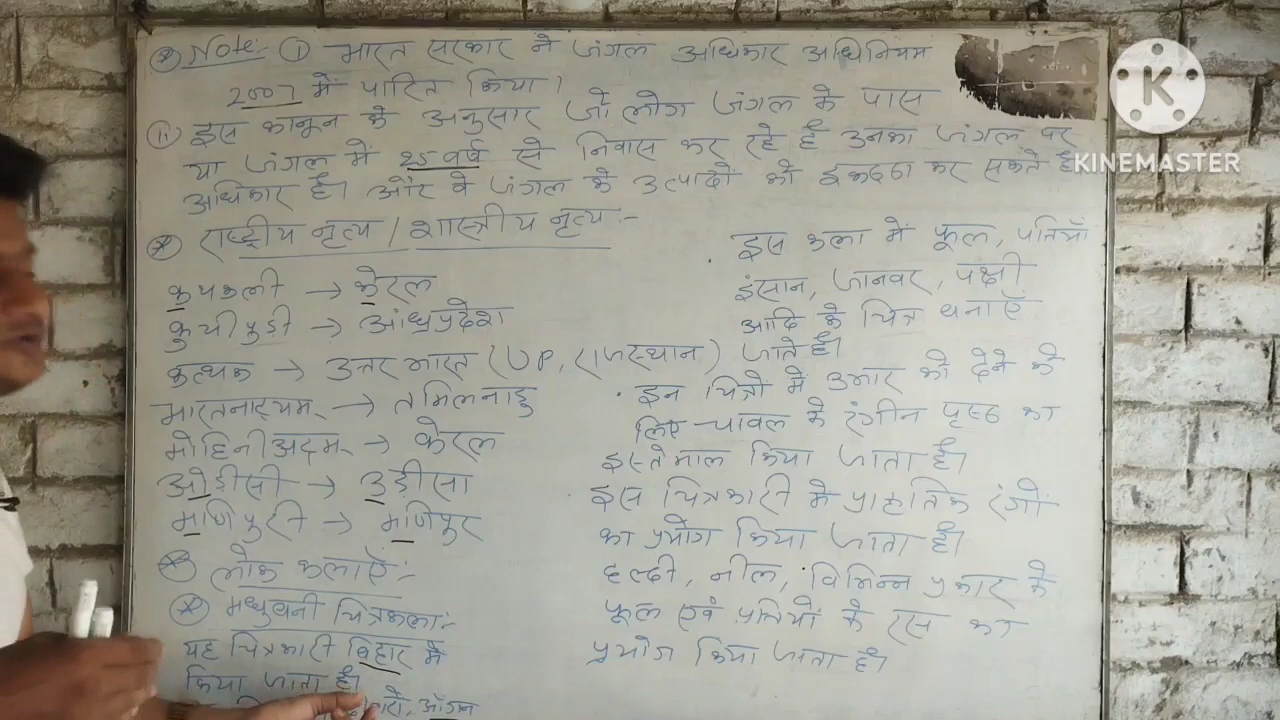 * Note:- ① भारत सरकार ने जंगल अधिकार अधिनियम
2007 में पारित किया।
ⅱ इस कानून के अनुसार जो लोग जंगल के पास
या जंगल में 25 वर्ष से निवास कर रहे हैं उनका जंगल पर
अधिकार है। और वे जंगल के उत्पादों को इकट्ठा कर सकते हैं
* राष्ट्रीय नृत्य / शास्त्रीय नृत्य:-
कथकली → केरल
कुचीपुड़ी → आंध्रप्रदेश
कत्थक → उत्तर भारत (UP, राजस्थान)
भारतनाट्यम → तमिलनाडु
मोहिनीअट्टम → केरल
ओडीसी → उड़ीसा
मणिपुरी → मणिपुर
* लोक कलाएँ:-
* मधुबनी चित्रकला:-
यह चित्रकारी बिहार में
किया जाता है।
आँगन
• इस कला में फूल, पत्तियाँ
इंसान, जानवर, पक्षी
आदि के चित्र बनाएँ
जाते हैं।
• इन चित्रों में उभार को देने के
लिए चावल के रंगीन पृष्ठ का
इस्तेमाल किया जाता है।
इस चित्रकारी में प्राकृतिक रंगों
का प्रयोग किया जाता है।
हल्दी, नील, विभिन्न प्रकार के
फूल एवं पत्तियों के रस का
प्रयोग किया जाता है।
K
KINEMASTER